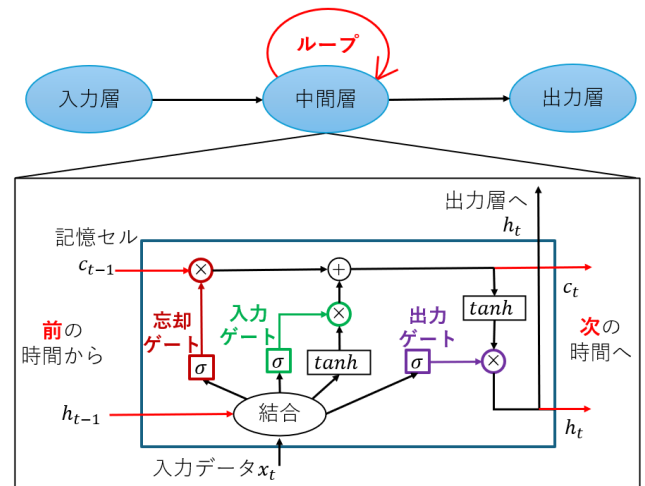 ループ
入力層
中間層
出力層
出力層へ
h_t
記憶セル
c_{t-1}
×
+
c_t
忘却
ゲート
入力
ゲート
×
出力
ゲート
tanh
前の
時間から
次の
時間へ
σ
σ
tanh
σ
×
h_{t-1}
結合
h_t
入力データx_t